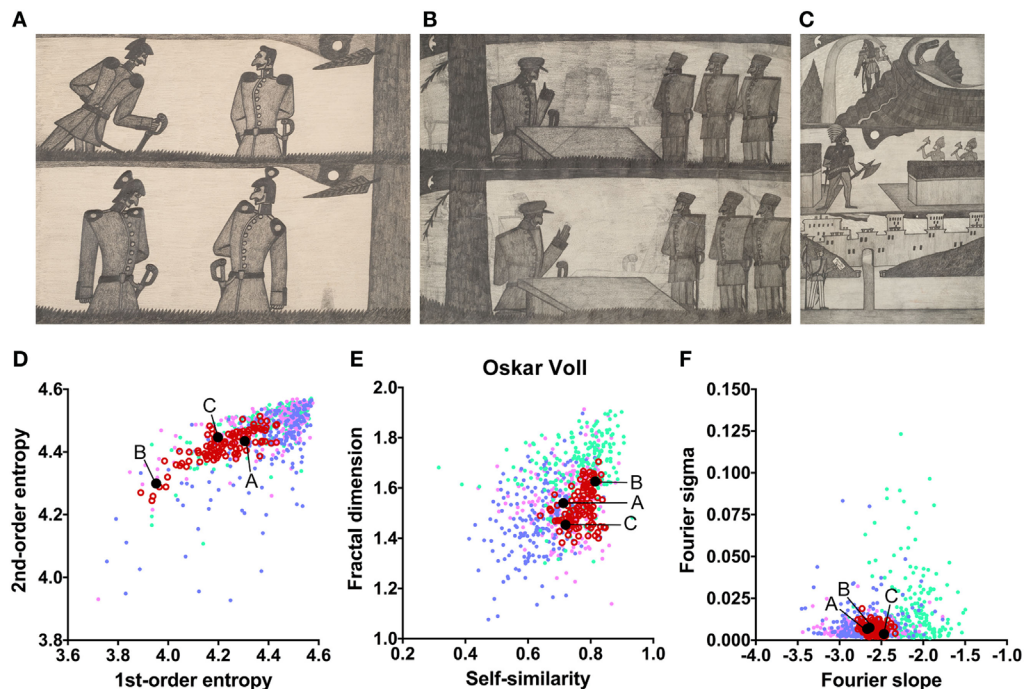 A
B
C
D
E
Oskar Voll
F
4.6
4.4
4.2
4.0
3.8
2nd-order entropy
3.6 3.8 4.0 4.2 4.4 4.6
1st-order entropy
C
B
A
2.0
1.8
1.6
1.4
1.2
1.0
Fractal dimension
0.2 0.4 0.6 0.8 1.0
Self-similarity
B
A
C
0.150
0.125
0.100
0.075
0.050
0.025
0.000
Fourier sigma
-4.0 -3.5 -3.0 -2.5 -2.0 -1.5 -1.0
Fourier slope
B
C
A